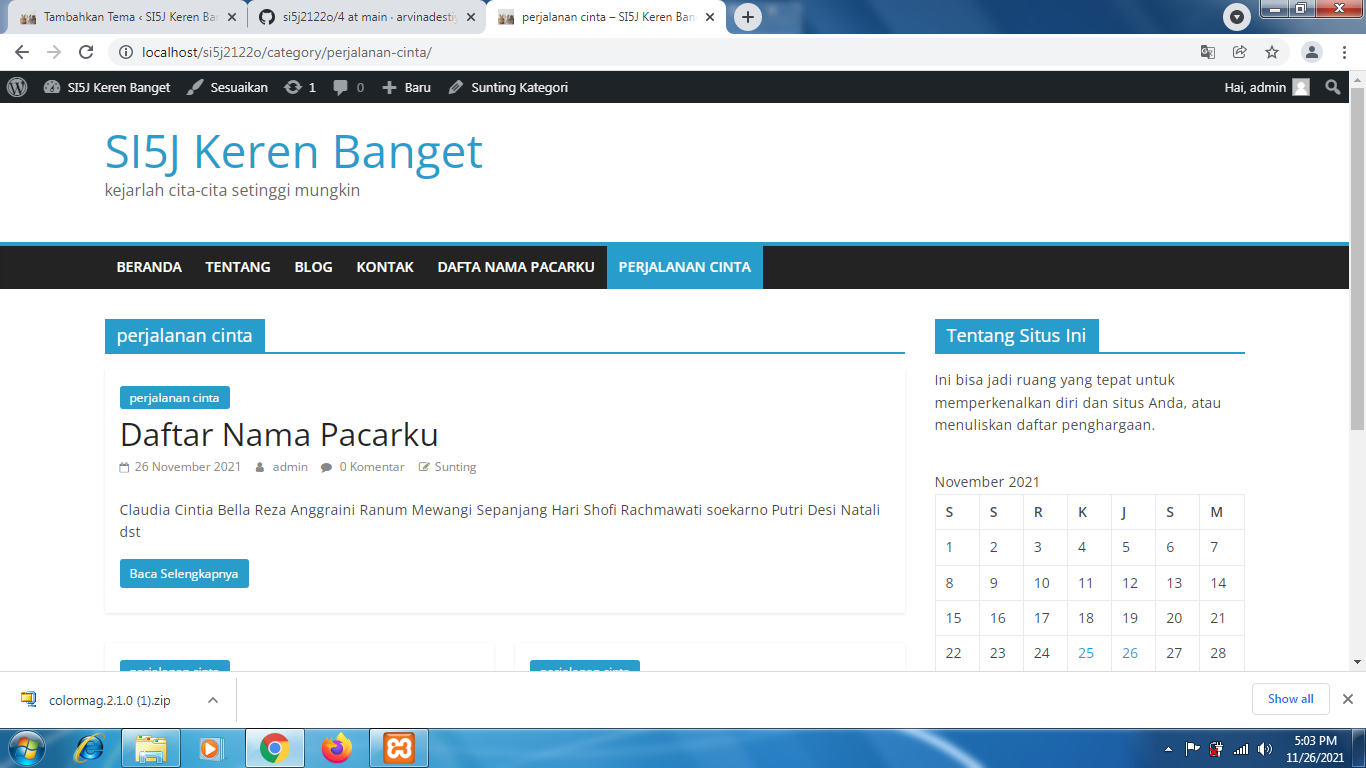 Tambahkan Tema ‹ SI5J Keren Ba
si5j2122o/4 at main · arvinadesti
perjalanan cinta – SI5J Keren Ban
localhost/si5j2122o/category/perjalanan-cinta/
SI5J Keren Banget
Sesuaikan
1
0
Baru
Sunting Kategori
Hai, admin
SI5J Keren Banget
kejarlah cita-cita setinggi mungkin
BERANDA
TENTANG
BLOG
KONTAK
DAFTA NAMA PACARKU
PERJALANAN CINTA
perjalanan cinta
perjalanan cinta
Daftar Nama Pacarku
26 November 2021
admin
0 Komentar
Sunting
Claudia Cintia Bella Reza Anggraini Ranum Mewangi Sepanjang Hari Shofi Rachmawati soekarno Putri Desi Natali
dst
Baca Selengkapnya
perjalanan cinta
perjalanan cinta
Tentang Situs Ini
Ini bisa jadi ruang yang tepat untuk
memperkenalkan diri dan situs Anda, atau
menuliskan daftar penghargaan.
November 2021
S S R K J S M
1 2 3 4 5 6 7
8 9 10 11 12 13 14
15 16 17 18 19 20 21
22 23 24 25 26 27 28
colormag.2.1.0 (1).zip
Show all
5:03 PM
11/26/2021